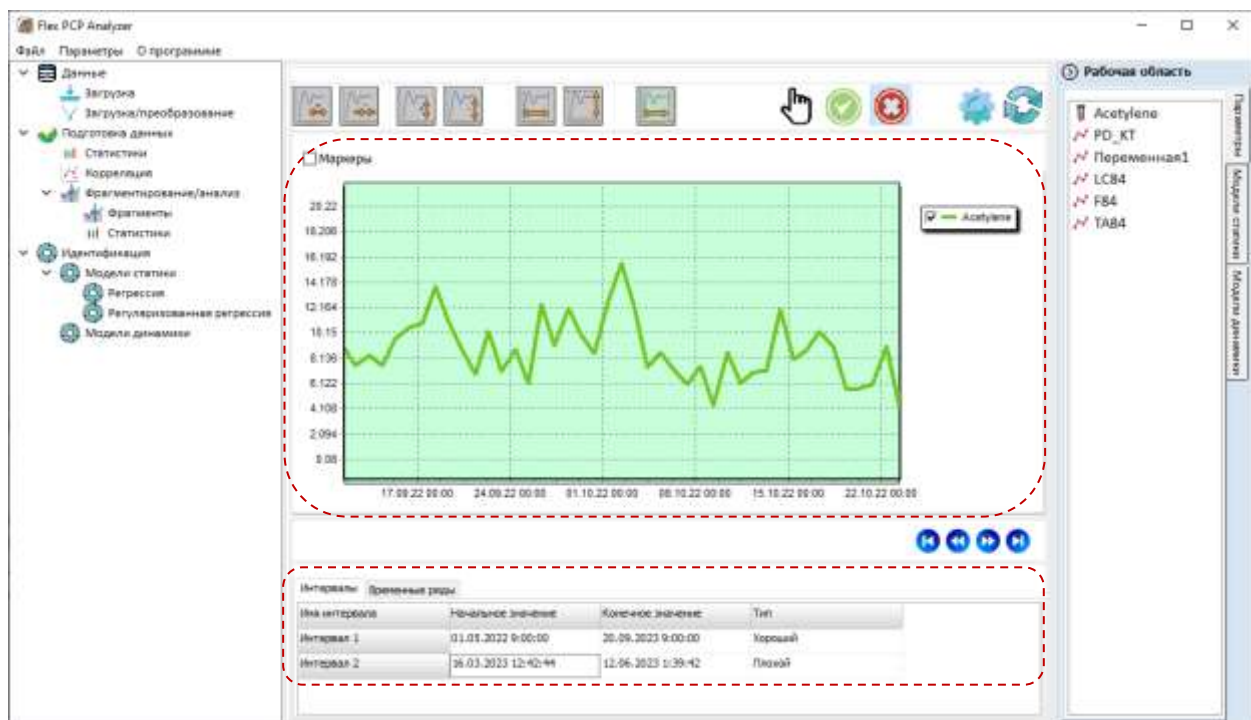 Flex PCP Analyzer
Файл Параметры О программе
Данные
Загрузка
Загрузка/преобразование
Подготовка данных
Статистики
Корреляция
Фрагментирование/анализ
Фрагменты
Статистики
Идентификация
Модели статики
Регрессия
Регуляризованная регрессия
Модели динамики
Маркеры
20.22
18.206
16.192
14.178
12.164
10.15
8.136
6.122
4.108
2.094
0.08
17.09.22 00:00 24.09.22 00:00 01.10.22 00:00 08.10.22 00:00 15.10.22 00:00 22.10.22 00:00
Acetylene
Интервалы Временные ряды
Имя интервала Начальное значение Конечное значение Тип
Интервал 1 01.05.2022 9:00:00 20.09.2023 9:00:00 Хороший
Интервал 2 16.03.2023 12:42:44 12.06.2023 1:39:42 Плохой
Рабочая область
Acetylene
PD_KT
Переменная1
LC84
F84
TA84
Параметры
Модели статики
Модели динамики